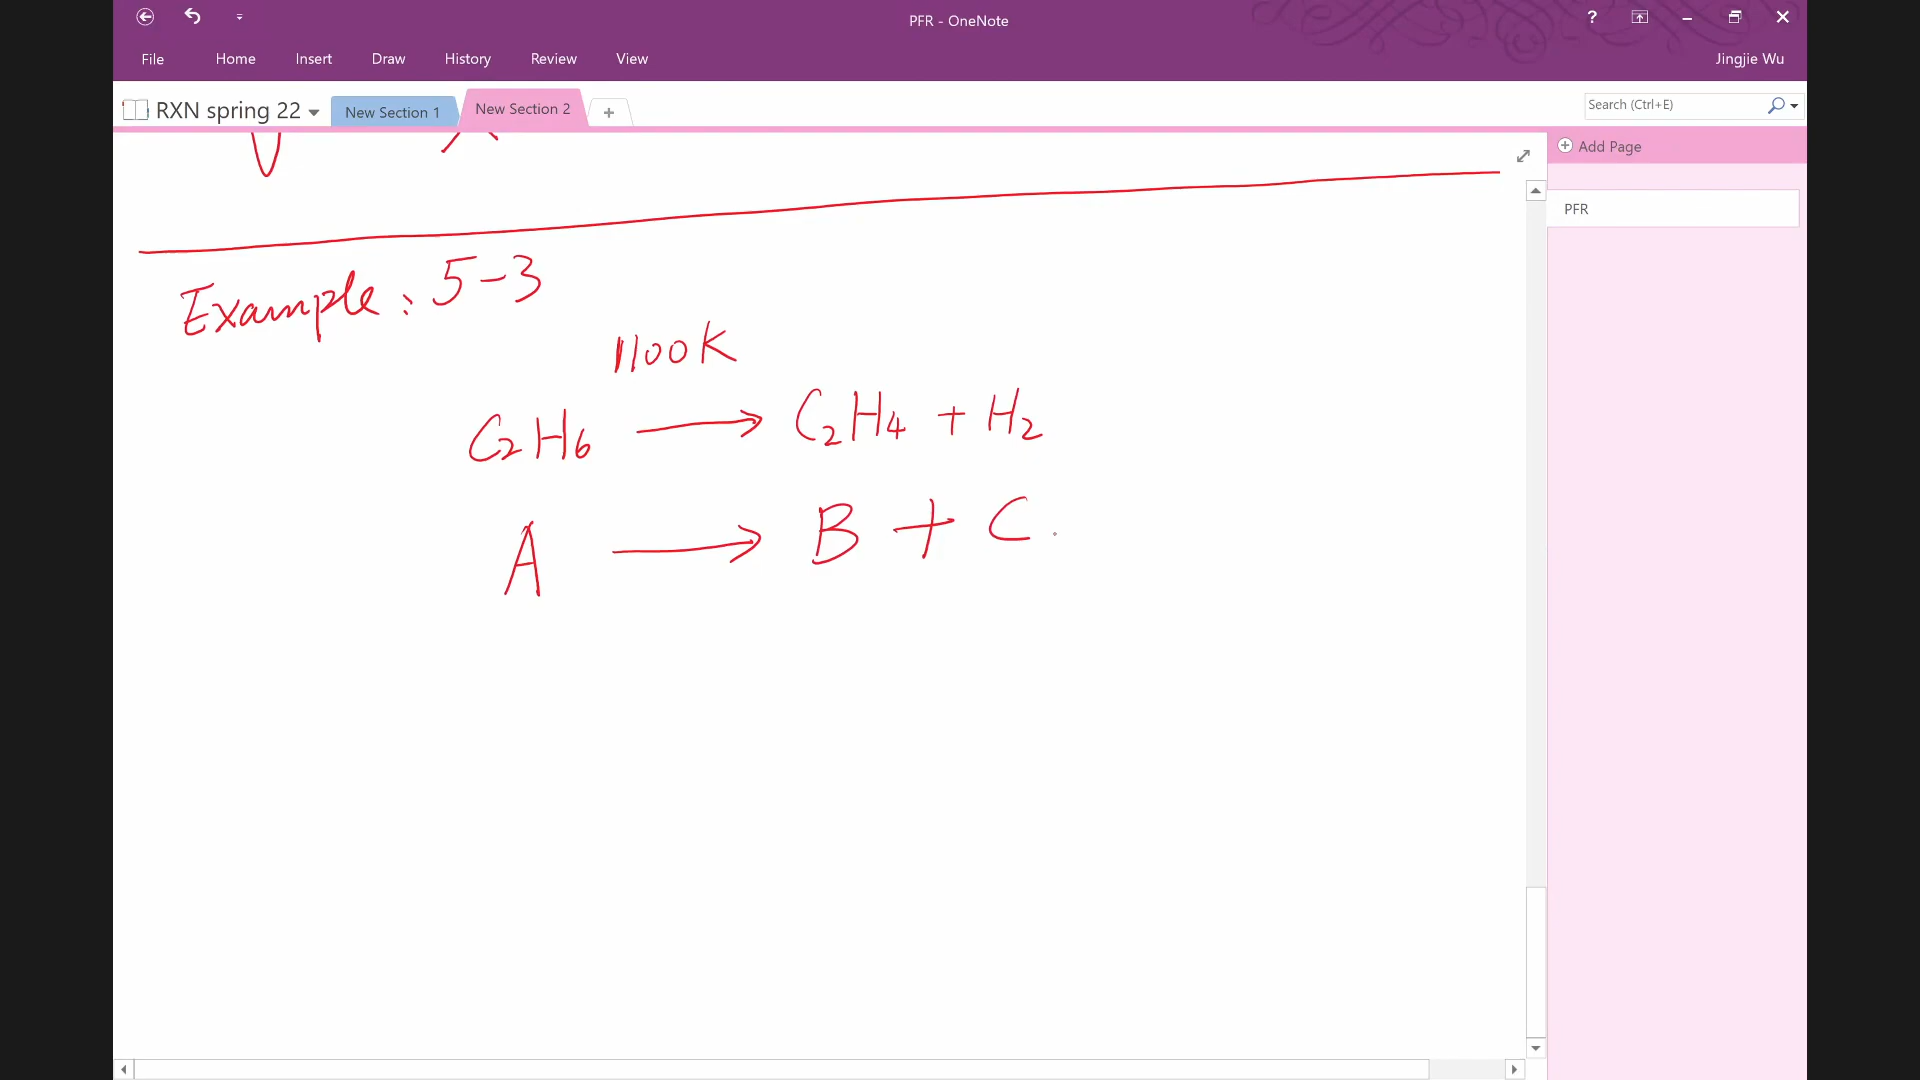 PFR - OneNote
?
File Home Insert Draw History Review View
Jingjie Wu
RXN spring 22
New Section 1
New Section 2
+
Search (Ctrl+E)
Add Page
PFR
Example: 5-3
1100K
C₂H₆ → C₂H₄ + H₂
A → B + C